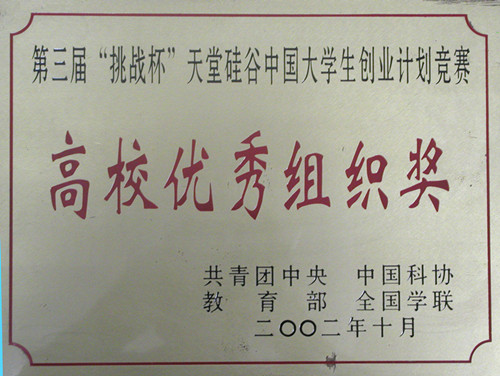 第三届“挑战杯”天堂硅谷中国大学生创业计划竞赛
高校优秀组织奖
共青团中央 中国科协
教育部 全国学联
二〇〇二年十月